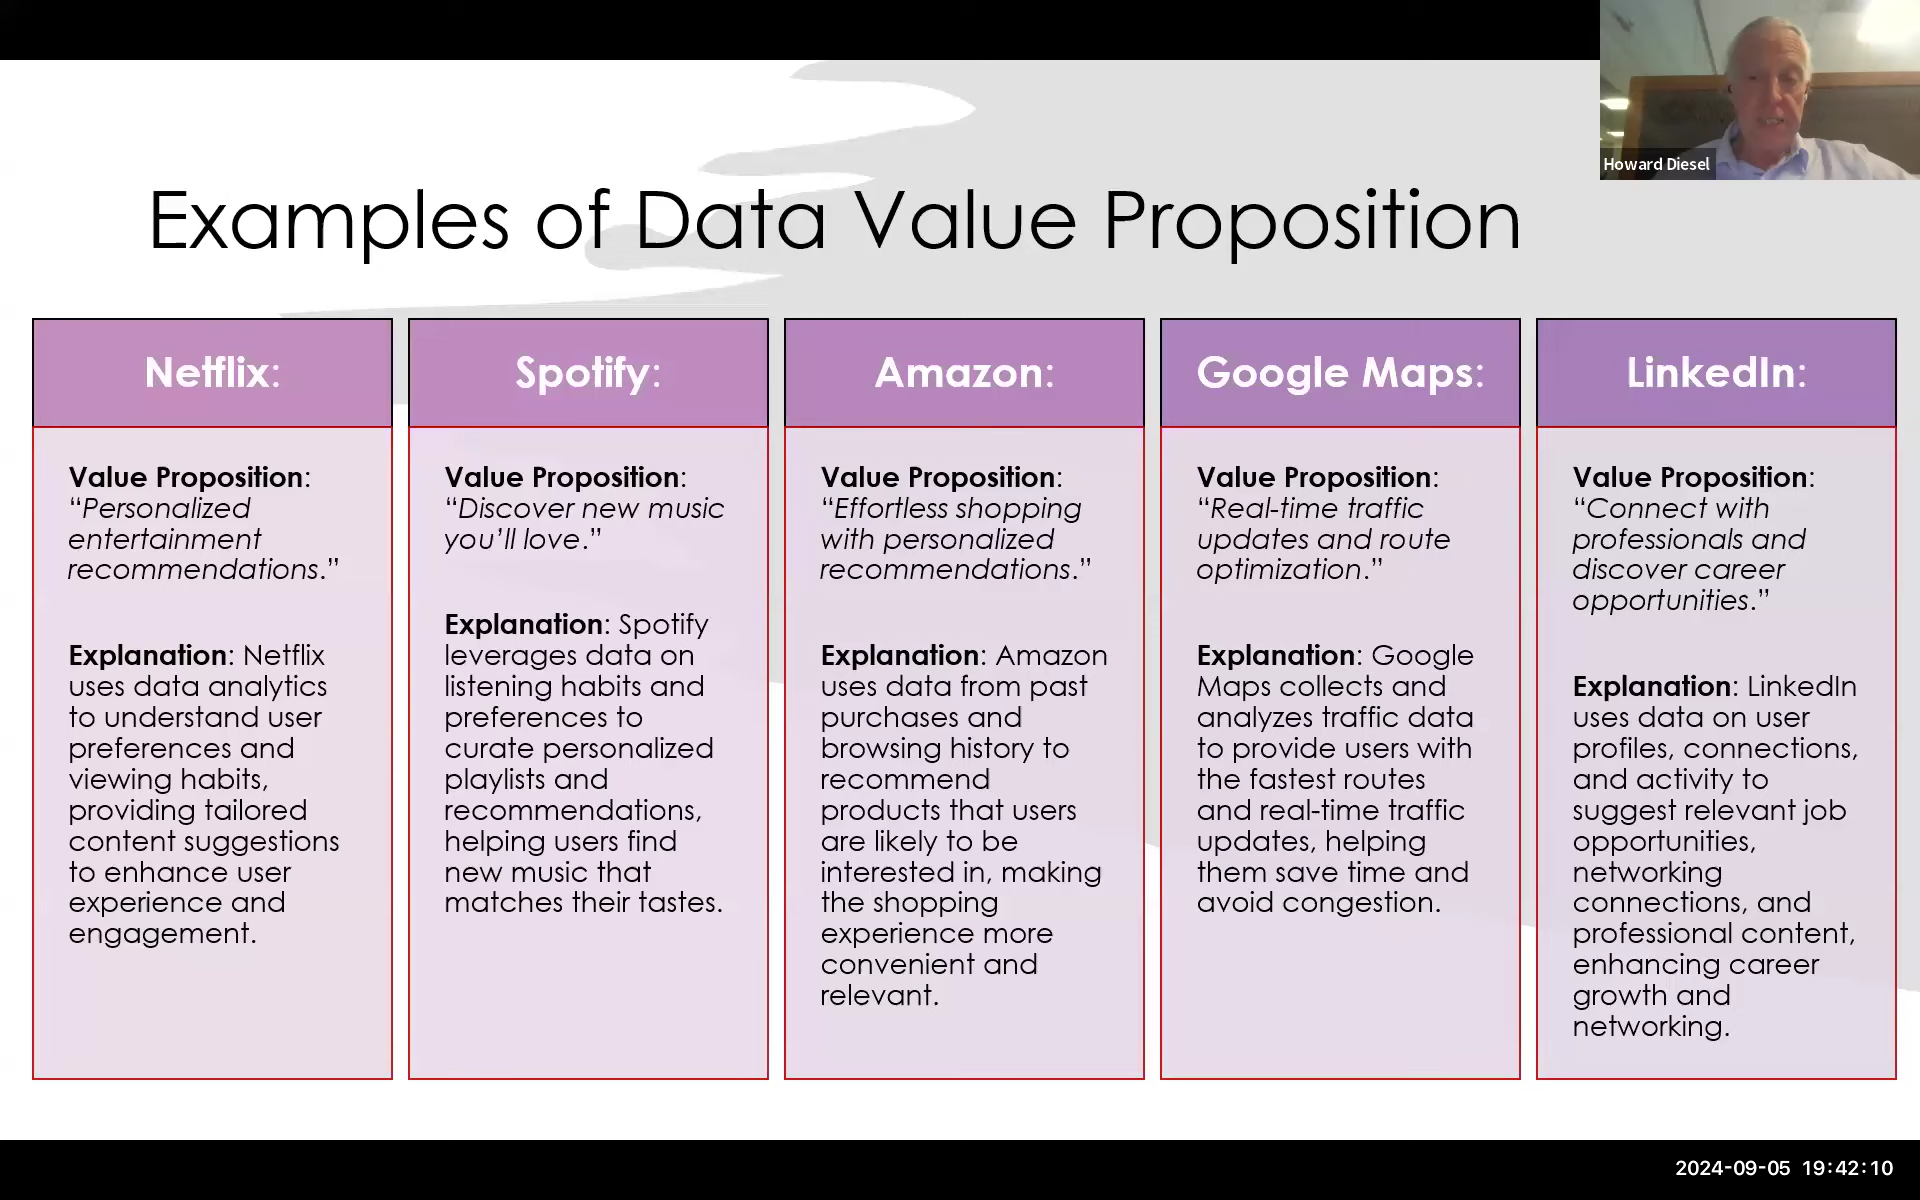 Howard Diesel
Examples of Data Value Proposition
Netflix:
Value Proposition:
“Personalized
entertainment
recommendations.”
Explanation: Netflix
uses data analytics
to understand user
preferences and
viewing habits,
providing tailored
content suggestions
to enhance user
experience and
engagement.
Spotify:
Value Proposition:
“Discover new music
you’ll love.”
Explanation: Spotify
leverages data on
listening habits and
preferences to
curate personalized
playlists and
recommendations,
helping users find
new music that
matches their tastes.
Amazon:
Value Proposition:
“Effortless shopping
with personalized
recommendations.”
Explanation: Amazon
uses data from past
purchases and
browsing history to
recommend
products that users
are likely to be
interested in, making
the shopping
experience more
convenient and
relevant.
Google Maps:
Value Proposition:
“Real-time traffic
updates and route
optimization.”
Explanation: Google
Maps collects and
analyzes traffic data
to provide users with
the fastest routes
and real-time traffic
updates, helping
them save time and
avoid congestion.
LinkedIn:
Value Proposition:
“Connect with
professionals and
discover career
opportunities.”
Explanation: LinkedIn
uses data on user
profiles, connections,
and activity to
suggest relevant job
opportunities,
networking
connections, and
professional content,
enhancing career
growth and
networking.
2024-09-05 19:42:10